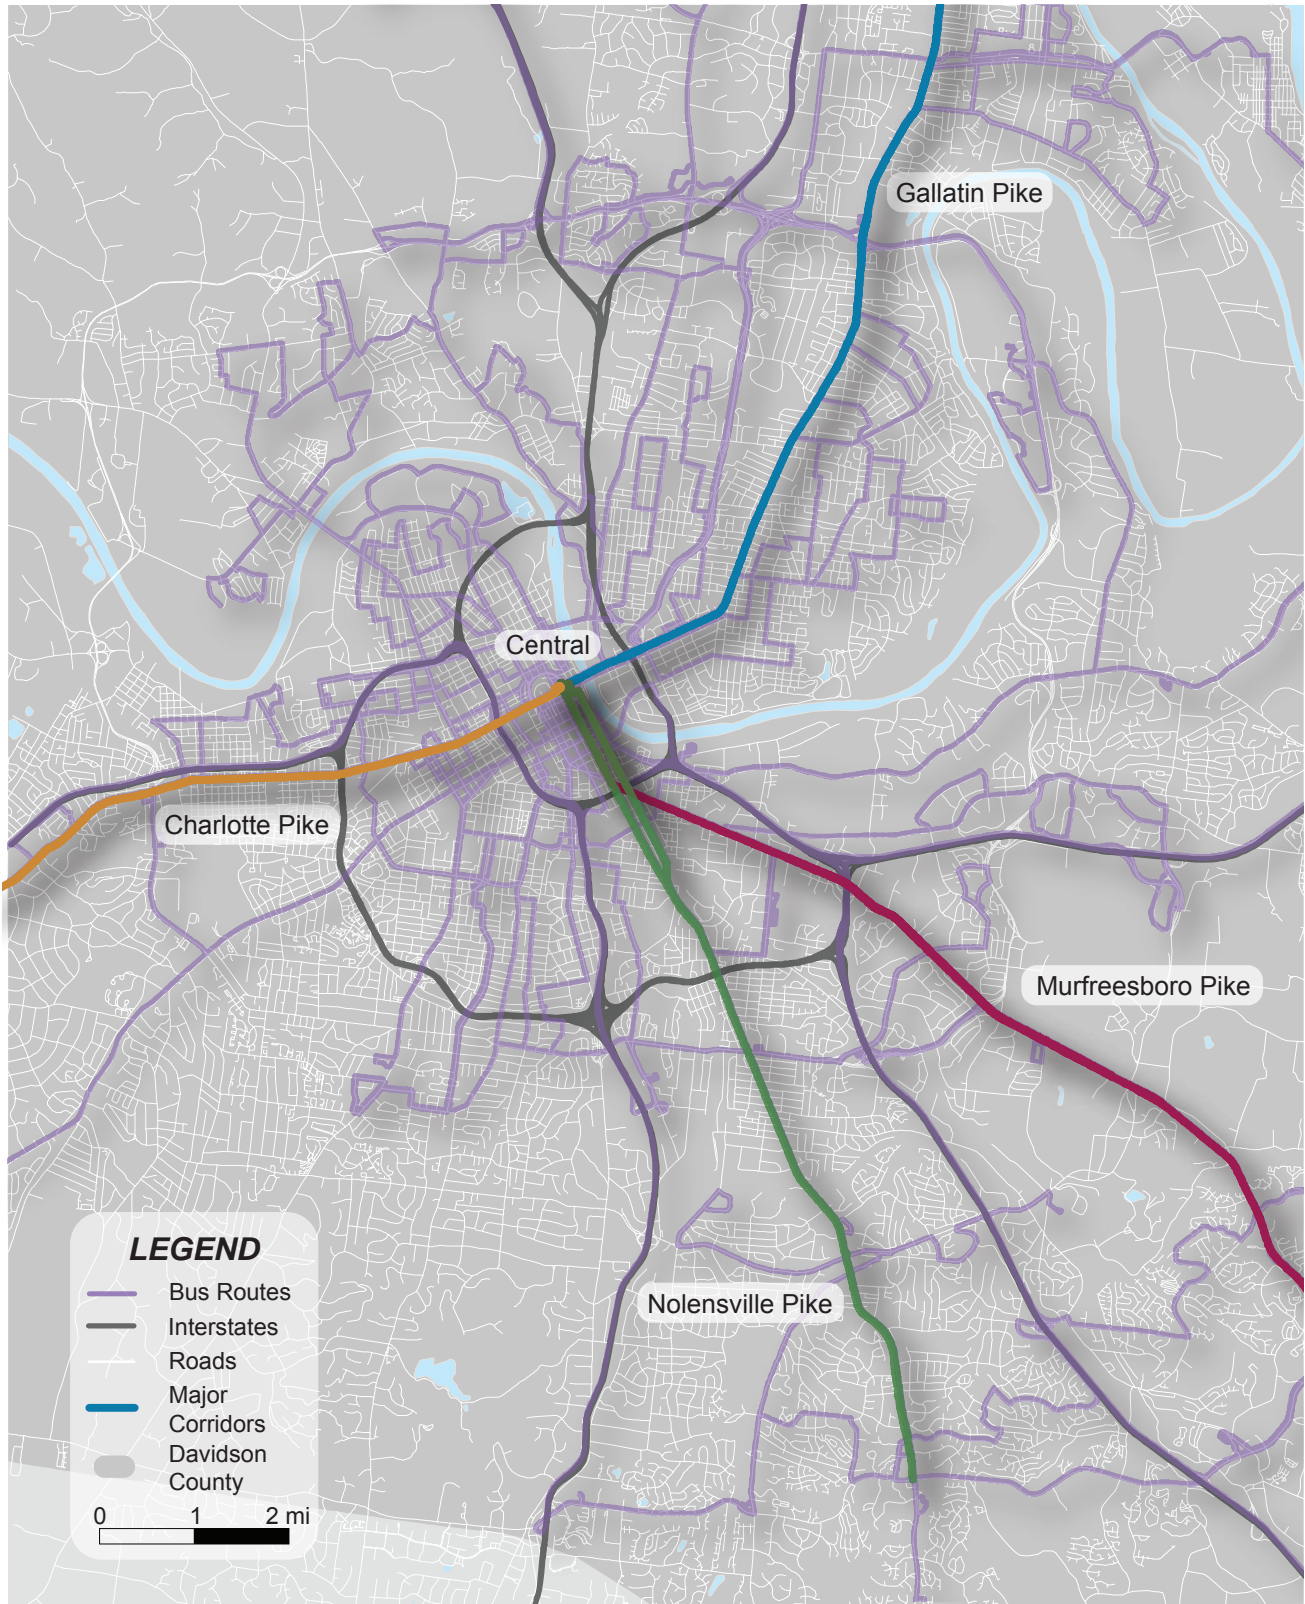 Gallatin Pike
Central
Charlotte Pike
Murfreesboro Pike
Nolensville Pike
LEGEND
Bus Routes
Interstates
Roads
Major
Corridors
Davidson
County
0 1 2 mi